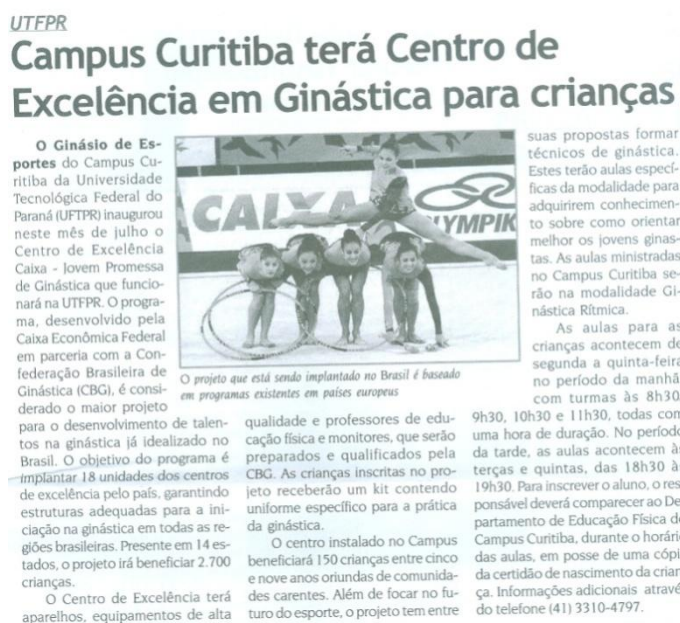 UTFPR
Campus Curitiba terá Centro de
Excelência em Ginástica para crianças
O Ginásio de Es-
portes do Campus Cu-
ritiba da Universidade
Tecnológica Federal do
Paraná (UFTPR) inaugurou
neste mês de julho o
Centro de Excelência
Caixa - Jovem Promessa
de Ginástica que funcio-
nará na UTFPR. O progra-
ma, desenvolvido pela
Caixa Econômica Federal
em parceria com a Con-
federação Brasileira de
Ginástica (CBG), é consi-
derado o maior projeto
para o desenvolvimento de talen-
tos na ginástica já idealizado no
Brasil. O objetivo do programa é
implantar 18 unidades dos centros
de excelência pelo país, garantindo
estruturas adequadas para a ini-
ciação na ginástica em todas as re-
giões brasileiras. Presente em 14 es-
tados, o projeto irá beneficiar 2.700
crianças.
O Centro de Excelência terá
aparelhos, equipamentos de alta
CAIXA
OLYMPIK
O projeto que está sendo implantado no Brasil é baseado
em programas existentes em países europeus
qualidade e professores de edu-
cação física e monitores, que serão
preparados e qualificados pela
CBG. As crianças inscritas no pro-
jeto receberão um kit contendo
uniforme específico para a prática
da ginástica.
O centro instalado no Campus
beneficiará 150 crianças entre cinco
e nove anos oriundas de comunida-
des carentes. Além de focar no fu-
turo do esporte, o projeto tem entre
suas propostas formar
técnicos de ginástica.
Estes terão aulas especí-
ficas da modalidade para
adquirirem conhecimen-
to sobre como orientar
melhor os jovens ginas-
tas. As aulas ministradas
no Campus Curitiba se-
rão na modalidade Gi-
nástica Rítmica.
As aulas para as
crianças acontecem de
segunda a quinta-feira
no período da manhã
com turmas às 8h30
9h30, 10h30 e 11h30, todas com
uma hora de duração. No período
da tarde, as aulas acontecem às
terças e quintas, das 18h30 às
19h30. Para inscrever o aluno, o res-
ponsável deverá comparecer ao De-
partamento de Educação Física do
Campus Curitiba, durante o horári
das aulas, em posse de uma cópi
da certidão de nascimento da crian
ça. Informações adicionais atravé
do telefone (41) 3310-4797.